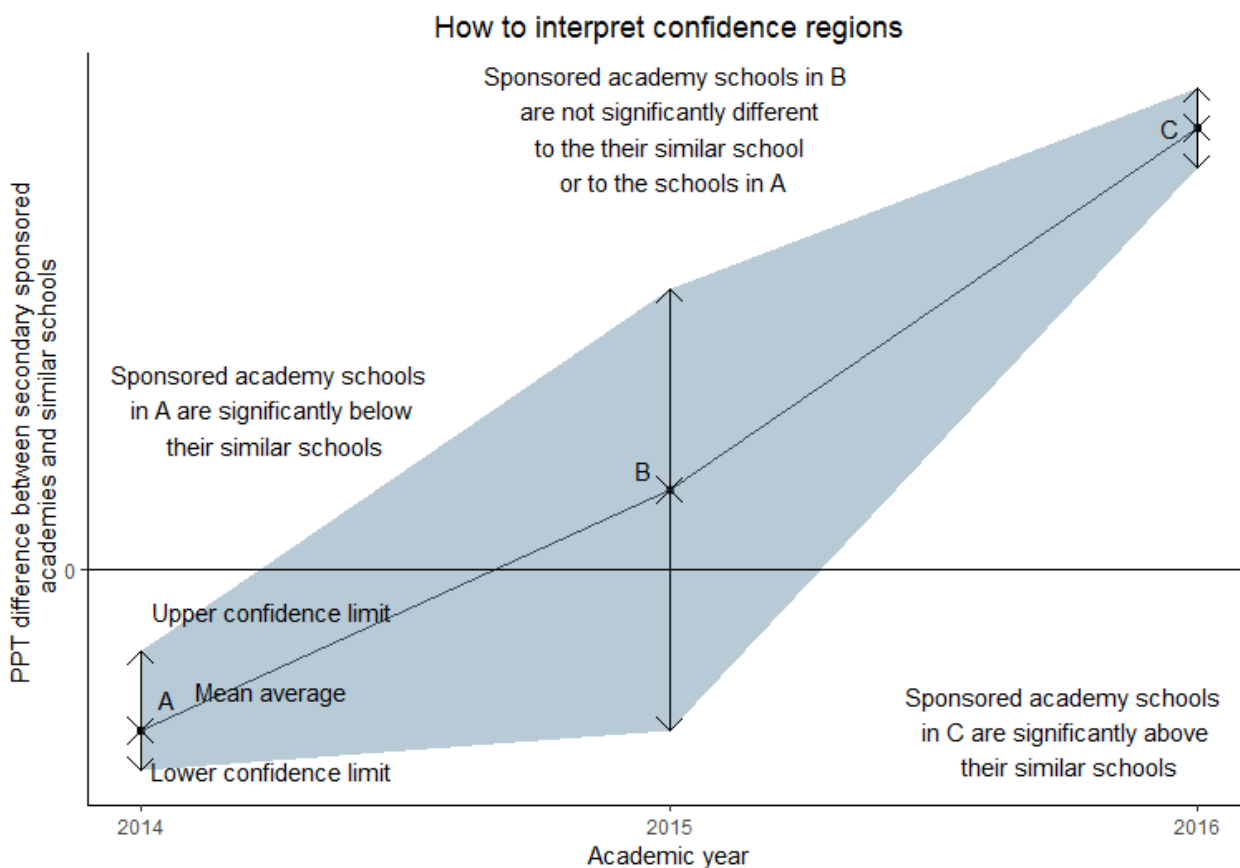 How to interpret confidence regions
Sponsored academy schools in B
are not significantly different
to the their similar school
or to the schools in A
C
PPT difference between secondary sponsored
academies and similar schools
Sponsored academy schools
in A are significantly below
their similar schools
B
0
Upper confidence limit
A
Mean average
Lower confidence limit
Sponsored academy schools
in C are significantly above
their similar schools
2014
2015
2016
Academic year